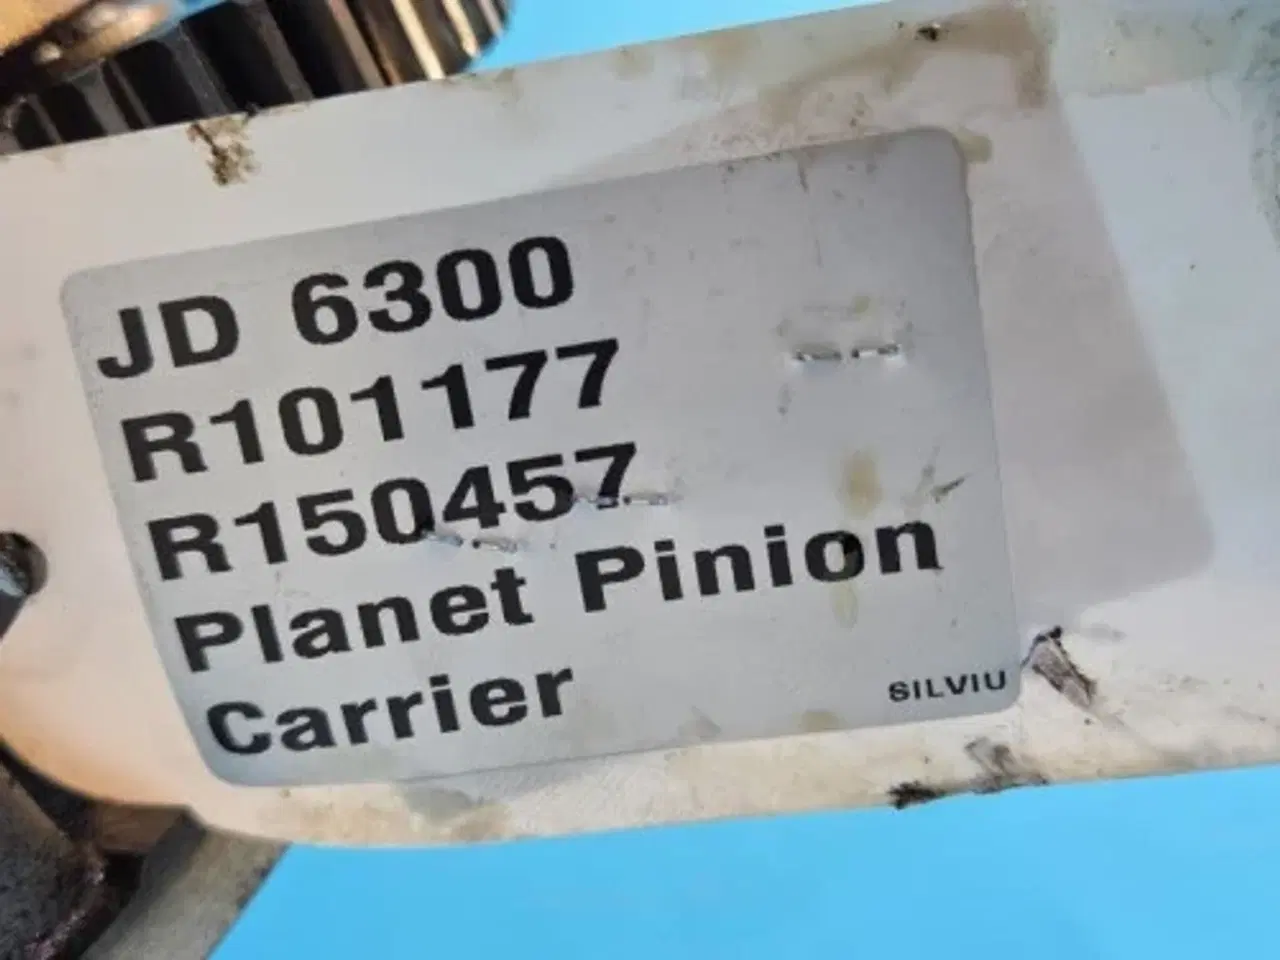 JD 6300
R101177
R150457
Planet Pinion
Carrier
SILVIU